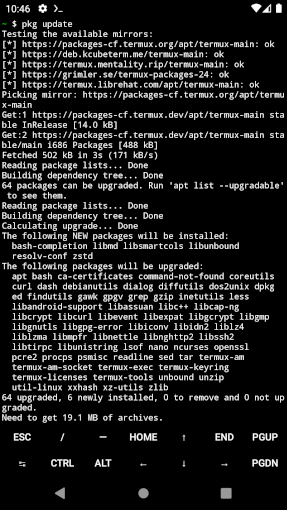 10:46
~ $ pkg update
Testing the available mirrors:
[*] https://packages-cf.termux.org/apt/termux-main: ok
[*] https://deb.kcubeterm.me/termux-main: ok
[*] https://termux.mentality.rip/termux-main: ok
[*] https://grimler.se/termux-packages-24: ok
[*] https://termux.librehat.com/apt/termux-main: ok
Picking mirror: https://packages-cf.termux.org/apt/termu
x-main
Get:1 https://packages-cf.termux.dev/apt/termux-main sta
ble InRelease [14.0 kB]
Get:2 https://packages-cf.termux.dev/apt/termux-main sta
ble/main i686 Packages [488 kB]
Fetched 502 kB in 3s (171 kB/s)
Reading package lists... Done
Building dependency tree... Done
64 packages can be upgraded. Run 'apt list --upgradable'
to see them.
Reading package lists... Done
Building dependency tree... Done
Calculating upgrade... Done
The following NEW packages will be installed:
bash-completion libmd libsmartcols libunbound
resolv-conf zstd
The following packages will be upgraded:
apt bash ca-certificates command-not-found coreutils
curl dash debianutils dialog diffutils dos2unix dpkg
ed findutils gawk gpgv grep gzip inetutils less
libandroid-support libassuan libc++ libcap-ng
libcrypt libcurl libevent libexpat libgcrypt libgmp
libgnutls libgpg-error libiconv libidn2 liblz4
liblzma libmpfr libnettle libnghttp2 libssh2
libtirpc libunistring lsof nano ncurses openssl
pcre2 procps psmisc readline sed tar termux-am
termux-am-socket termux-exec termux-keyring
termux-licenses termux-tools unbound unzip
util-linux xxhash xz-utils zlib
64 upgraded, 6 newly installed, 0 to remove and 0 not up
graded.
Need to get 19.1 MB of archives.
ESC / — HOME ↑ END PGUP
↹ CTRL ALT ← ↓ → PGDN